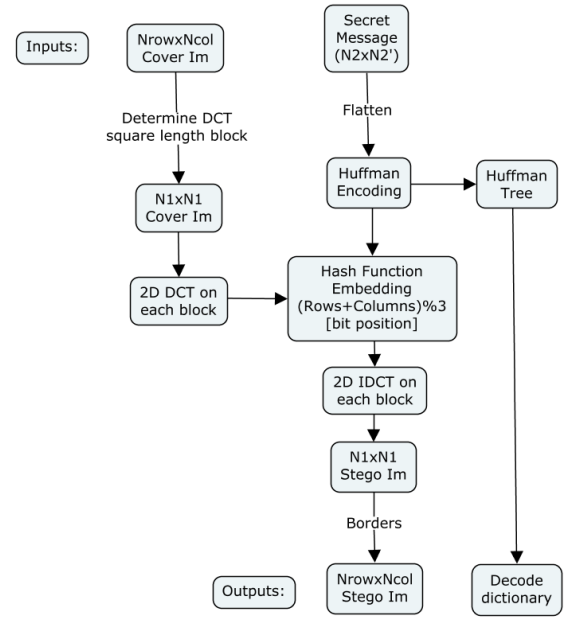 Inputs:
NrowxNcol
Cover Im
Secret
Message
(N2xN2')
Determine DCT
square length block
Flatten
N1xN1
Cover Im
Huffman
Encoding
Huffman
Tree
2D DCT on
each block
Hash Function
Embedding
(Rows+Columns)%3
[bit position]
2D IDCT on
each block
N1xN1
Stego Im
Borders
Outputs:
NrowxNcol
Stego Im
Decode
dictionary